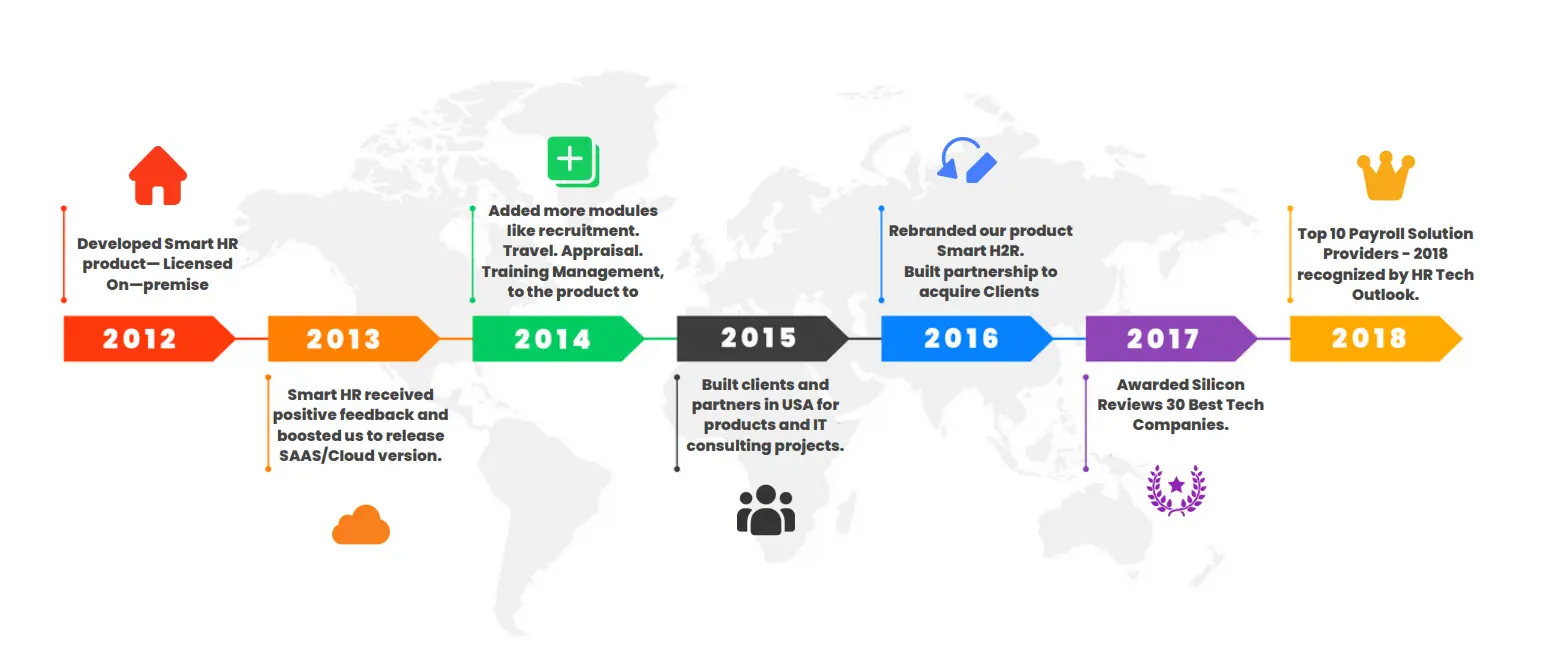 Developed Smart HR
product— Licensed
On—premise
2012
2013
Smart HR received
positive feedback and
boosted us to release
SAAS/Cloud version.
Added more modules
like recruitment.
Travel. Appraisal.
Training Management,
to the product to
2014
2015
Built clients and
partners in USA for
products and IT
consulting projects.
Rebranded our product
Smart H2R.
Built partnership to
acquire Clients
2016
2017
Awarded Silicon
Reviews 30 Best Tech
Companies.
Top 10 Payroll Solution
Providers - 2018
recognized by HR Tech
Outlook.
2018